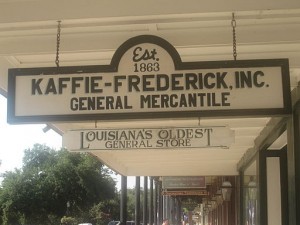 Est.
1863
KAFFIE-FREDERICK, INC.
GENERAL MERCANTILE
LOUISIANA'S OLDEST
GENERAL STORE